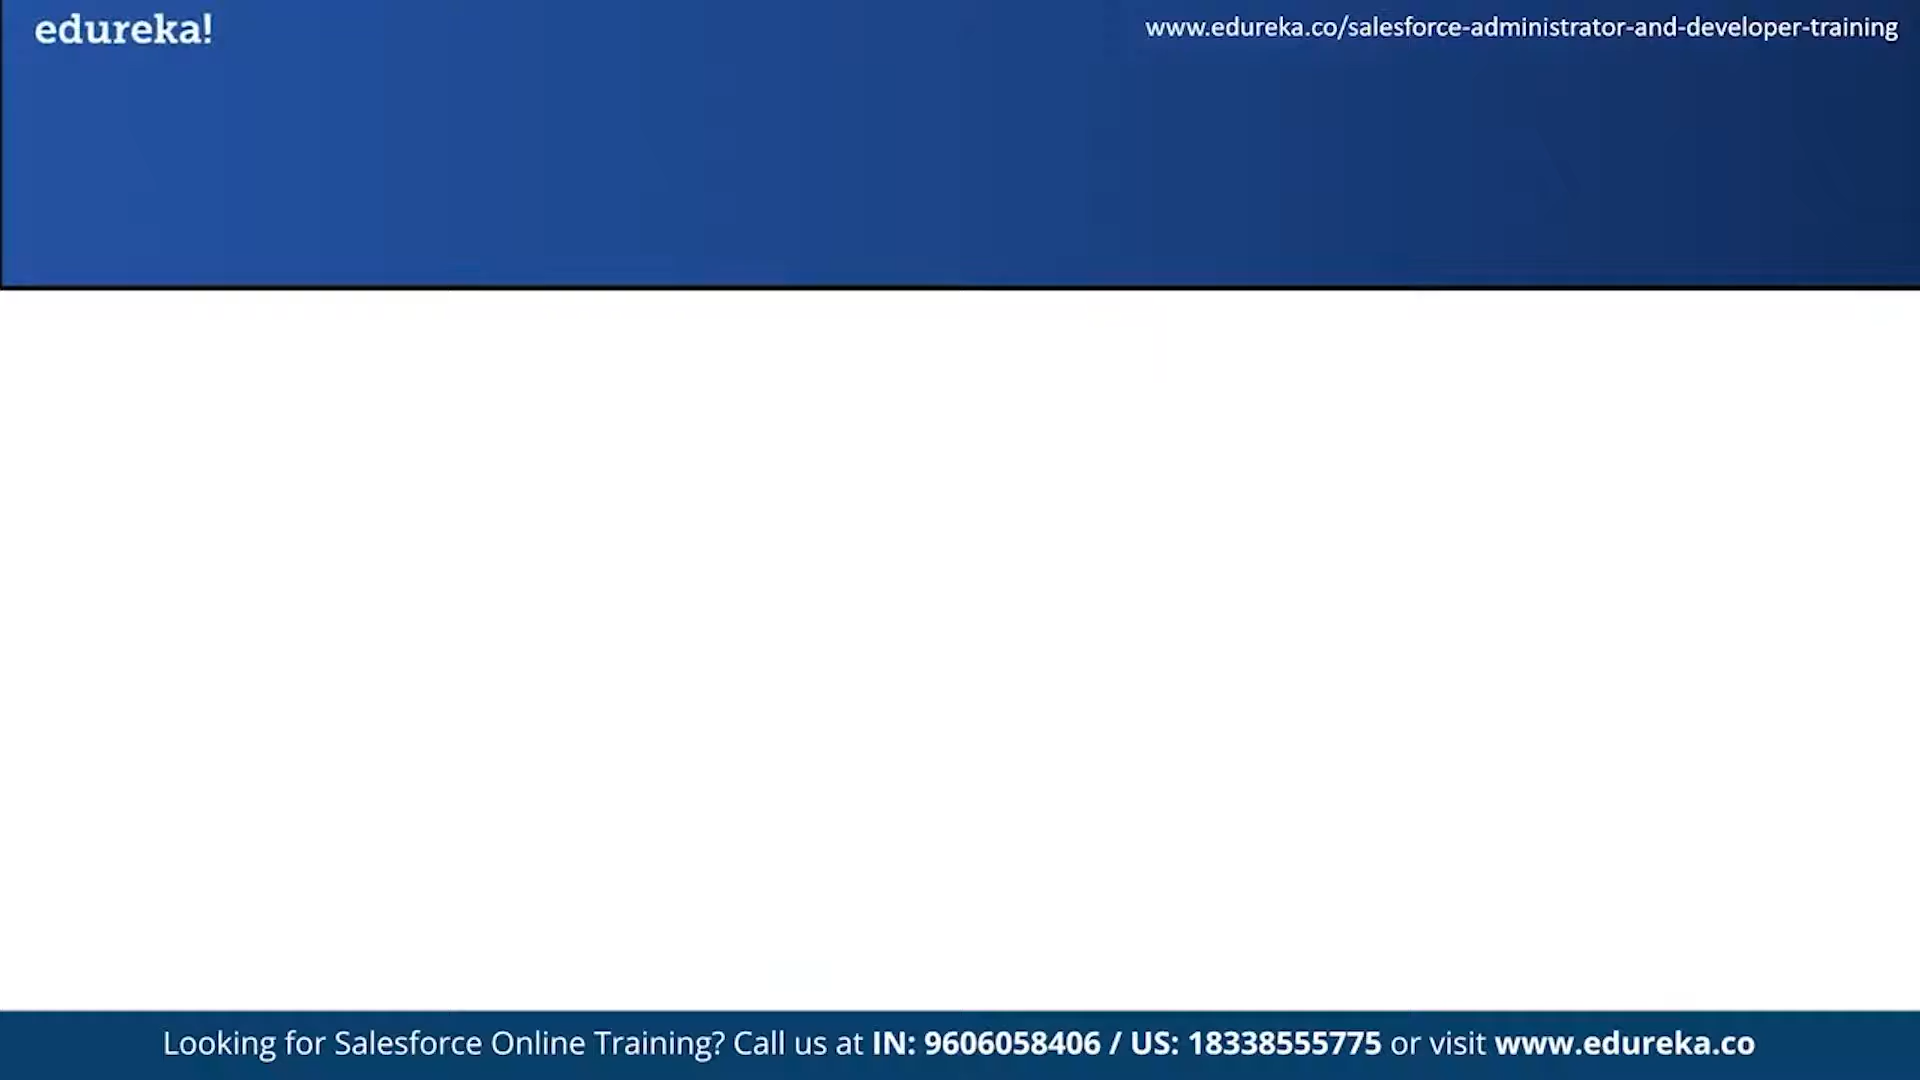 edureka!
www.edureka.co/salesforce-administrator-and-developer-training
Looking for Salesforce Online Training? Call us at IN: 9606058406 / US: 18338555775 or visit www.edureka.co